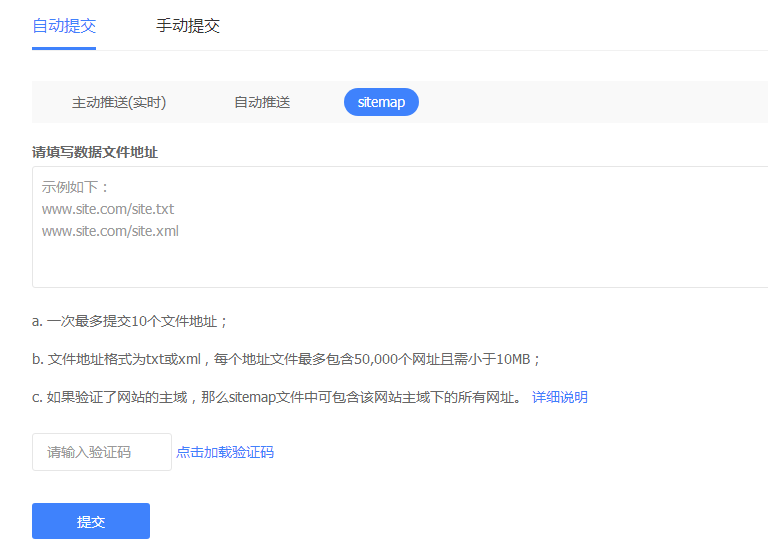 自动提交 手动提交
主动推送(实时) 自动推送 sitemap
请填写数据文件地址
示例如下：
www.site.com/site.txt
www.site.com/site.xml
a. 一次最多提交10个文件地址；
b. 文件地址格式为txt或xml，每个地址文件最多包含50,000个网址且需小于10MB；
c. 如果验证了网站的主域，那么sitemap文件中可包含该网站主域下的所有网址。 详细说明
请输入验证码 点击加载验证码
提交